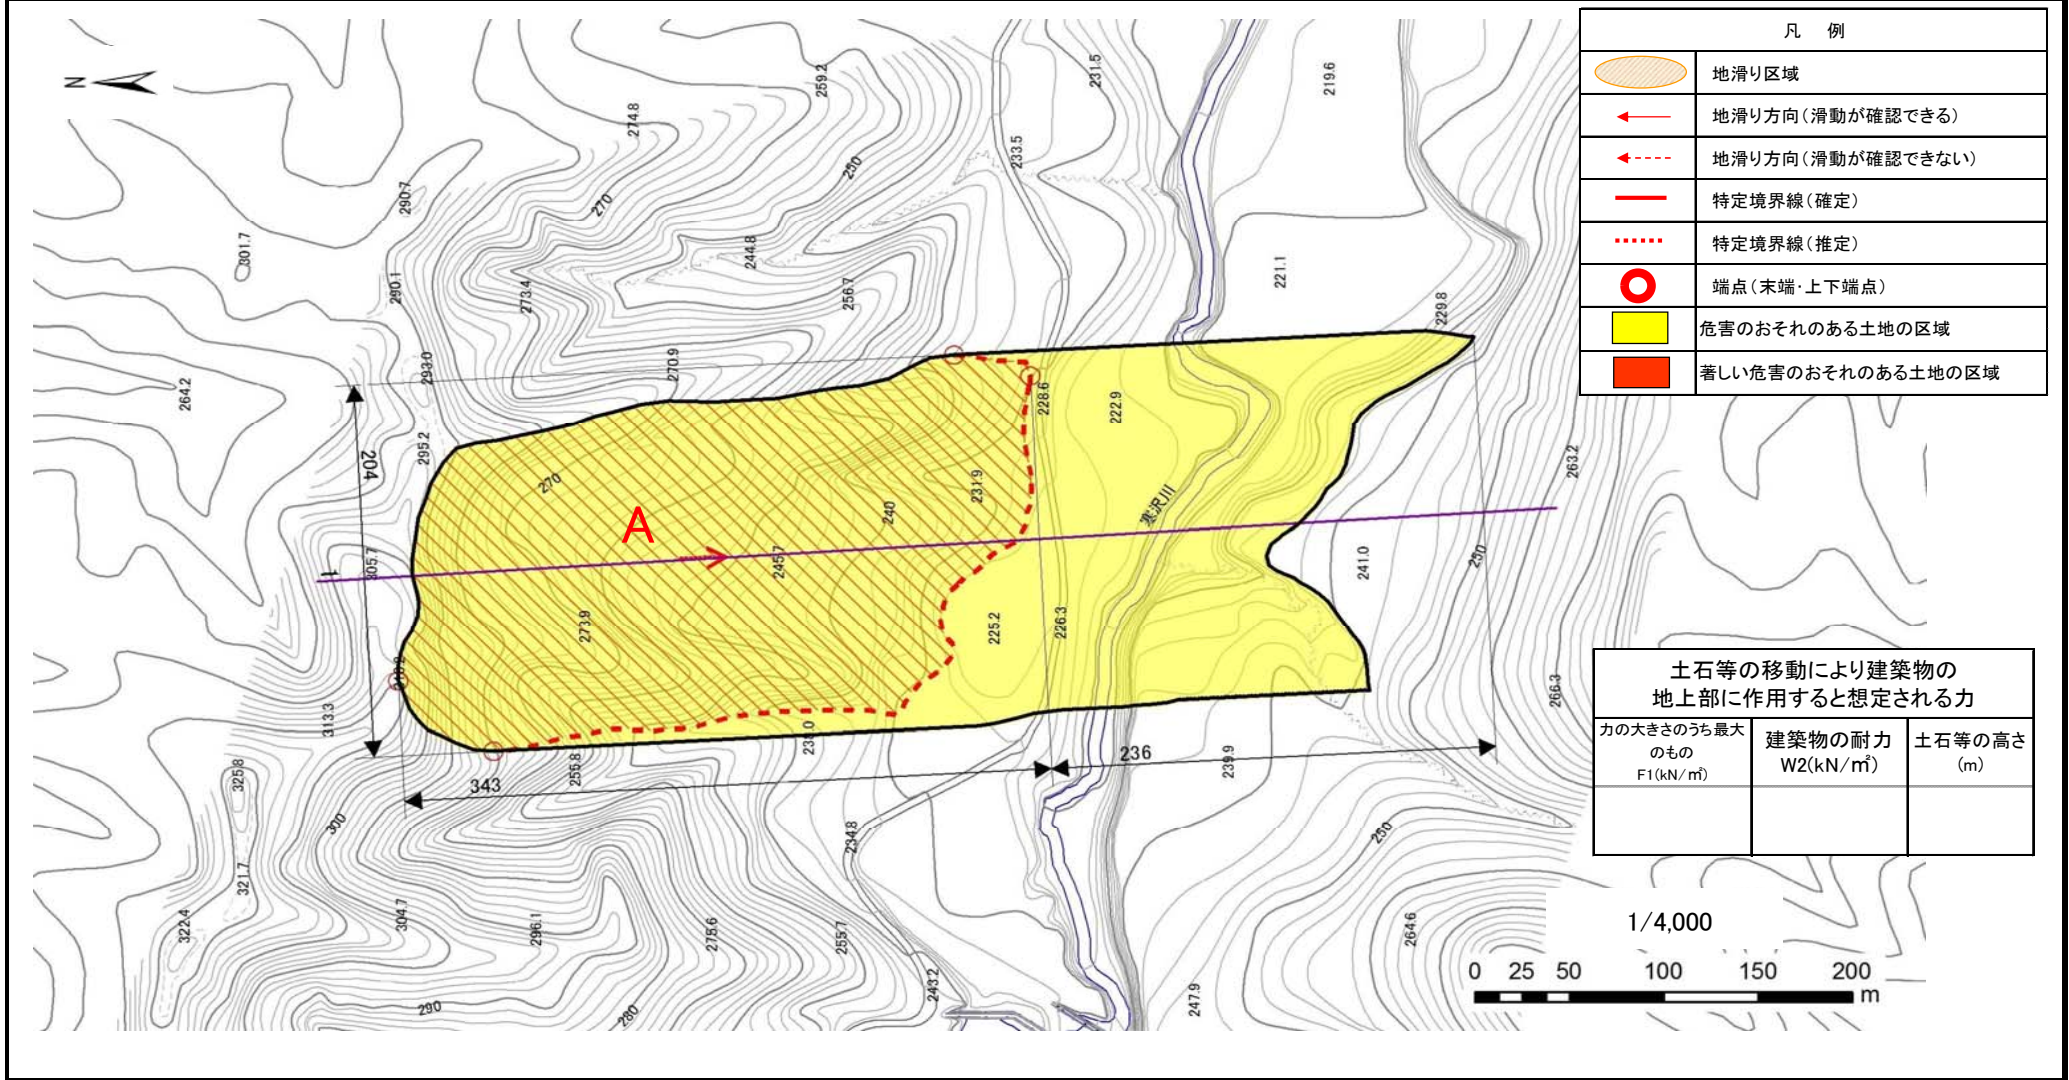 凡 例
地滑り区域
地滑り方向(滑動が確認できる)
地滑り方向(滑動が確認できない)
特定境界線(確定)
特定境界線(推定)
端点(末端・上下端点)
危害のおそれのある土地の区域
著しい危害のおそれのある土地の区域
N
259.2
231.5
219.6
274.8
233.5
250
290.7
270
301.7
244.8
221.1
290.1
273.4
256.7
229.8
264.2
293.0
270.9
228.6
222.9
295.2
204
270
231.9
263.2
A
240
寒沢川
305.7
1
245.7
241.0
250
273.9
225.2
226.3
313.3
266.3
255.8
236
239.9
343
325.8
300
234.8
250
321.7
304.7
322.4
296.1
275.6
255.7
264.6
243.2
247.9
290
280
土石等の移動により建築物の
地上部に作用すると想定される力
力の大きさのうち最大
のもの
F1(kN/㎡)
建築物の耐力
W2(kN/㎡)
土石等の高さ
(m)
1/4,000
0 25 50 100 150 200
m